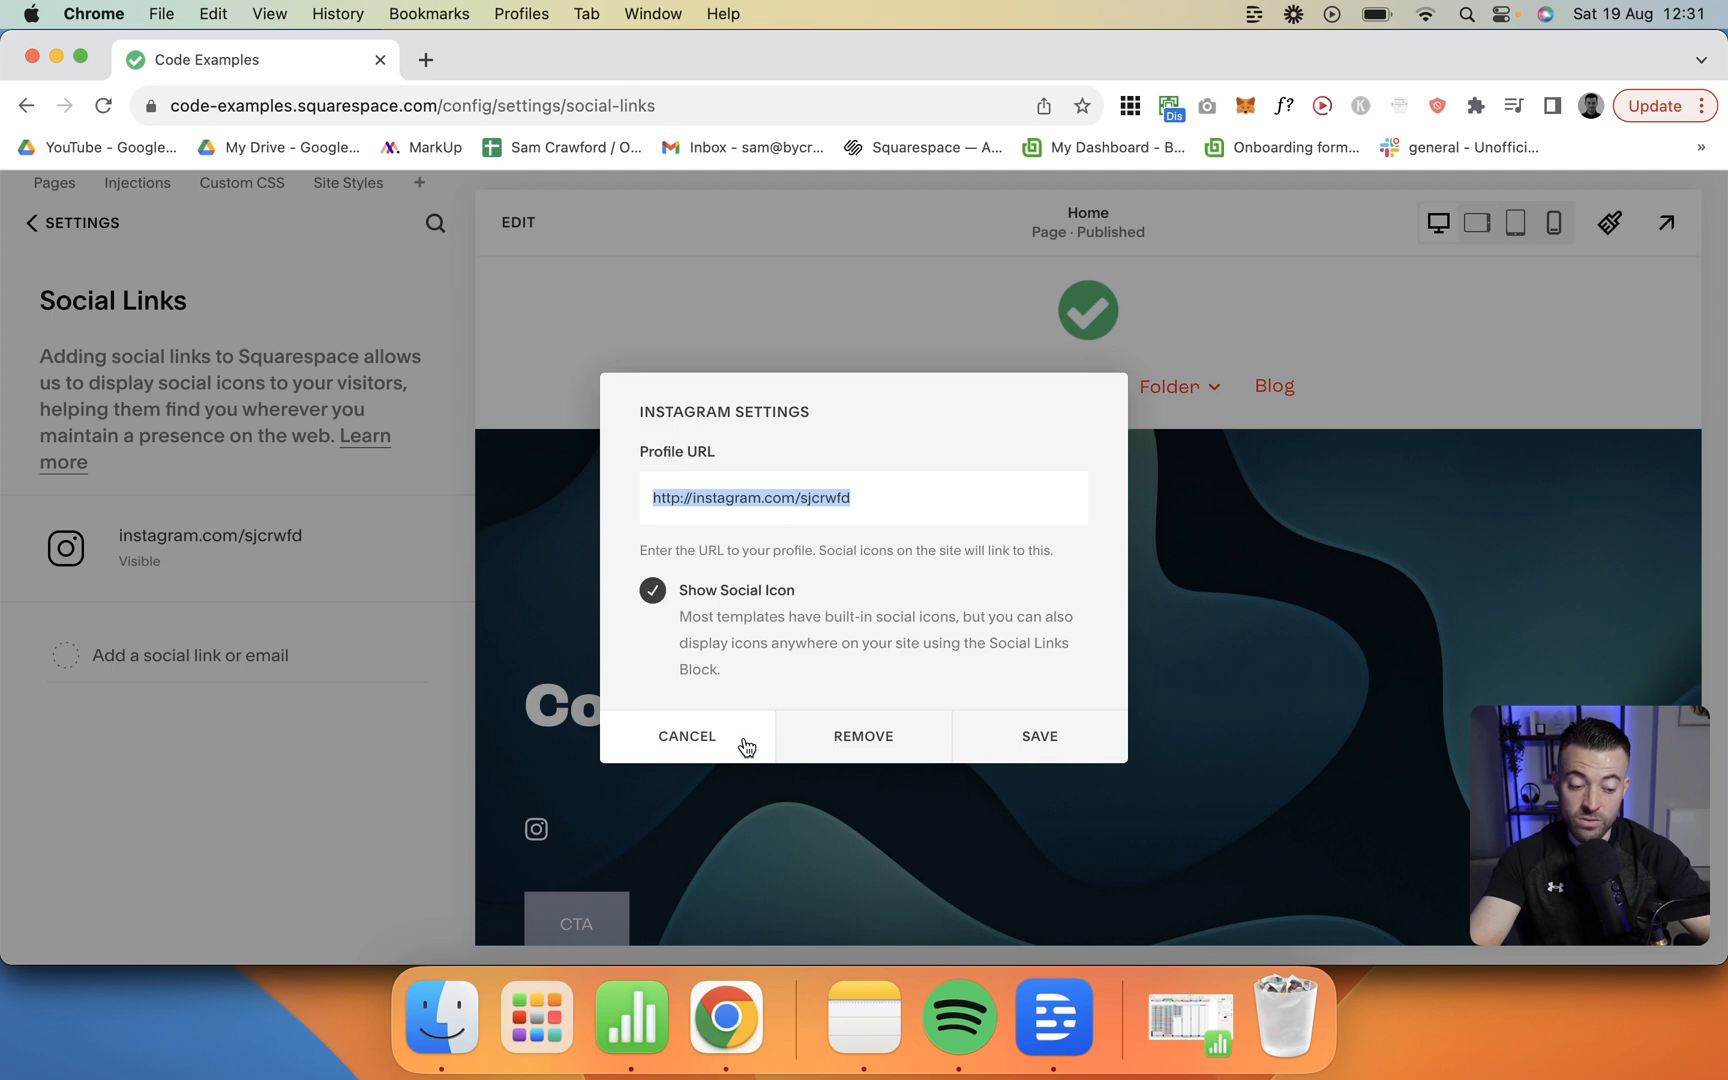 Chrome File Edit View History Bookmarks Profiles Tab Window Help Sat 19 Aug 12:31
Code Examples
code-examples.squarespace.com/config/settings/social-links
f? Dis K Update
YouTube - Google... My Drive - Google... MarkUp Sam Crawford / O... Inbox - sam@bycr... Squarespace — A... My Dashboard - B... Onboarding form... general - Unoffici... »
Pages Injections Custom CSS Site Styles +
SETTINGS
EDIT
Home
Page · Published
Social Links
Adding social links to Squarespace allows
us to display social icons to your visitors,
helping them find you wherever you
maintain a presence on the web. Learn
more
instagram.com/sjcrwfd
Visible
Add a social link or email
Folder Blog
INSTAGRAM SETTINGS
Profile URL
http://instagram.com/sjcrwfd
Enter the URL to your profile. Social icons on the site will link to this.
Show Social Icon
Most templates have built-in social icons, but you can also
display icons anywhere on your site using the Social Links
Block.
CANCEL REMOVE SAVE
Co
CTA